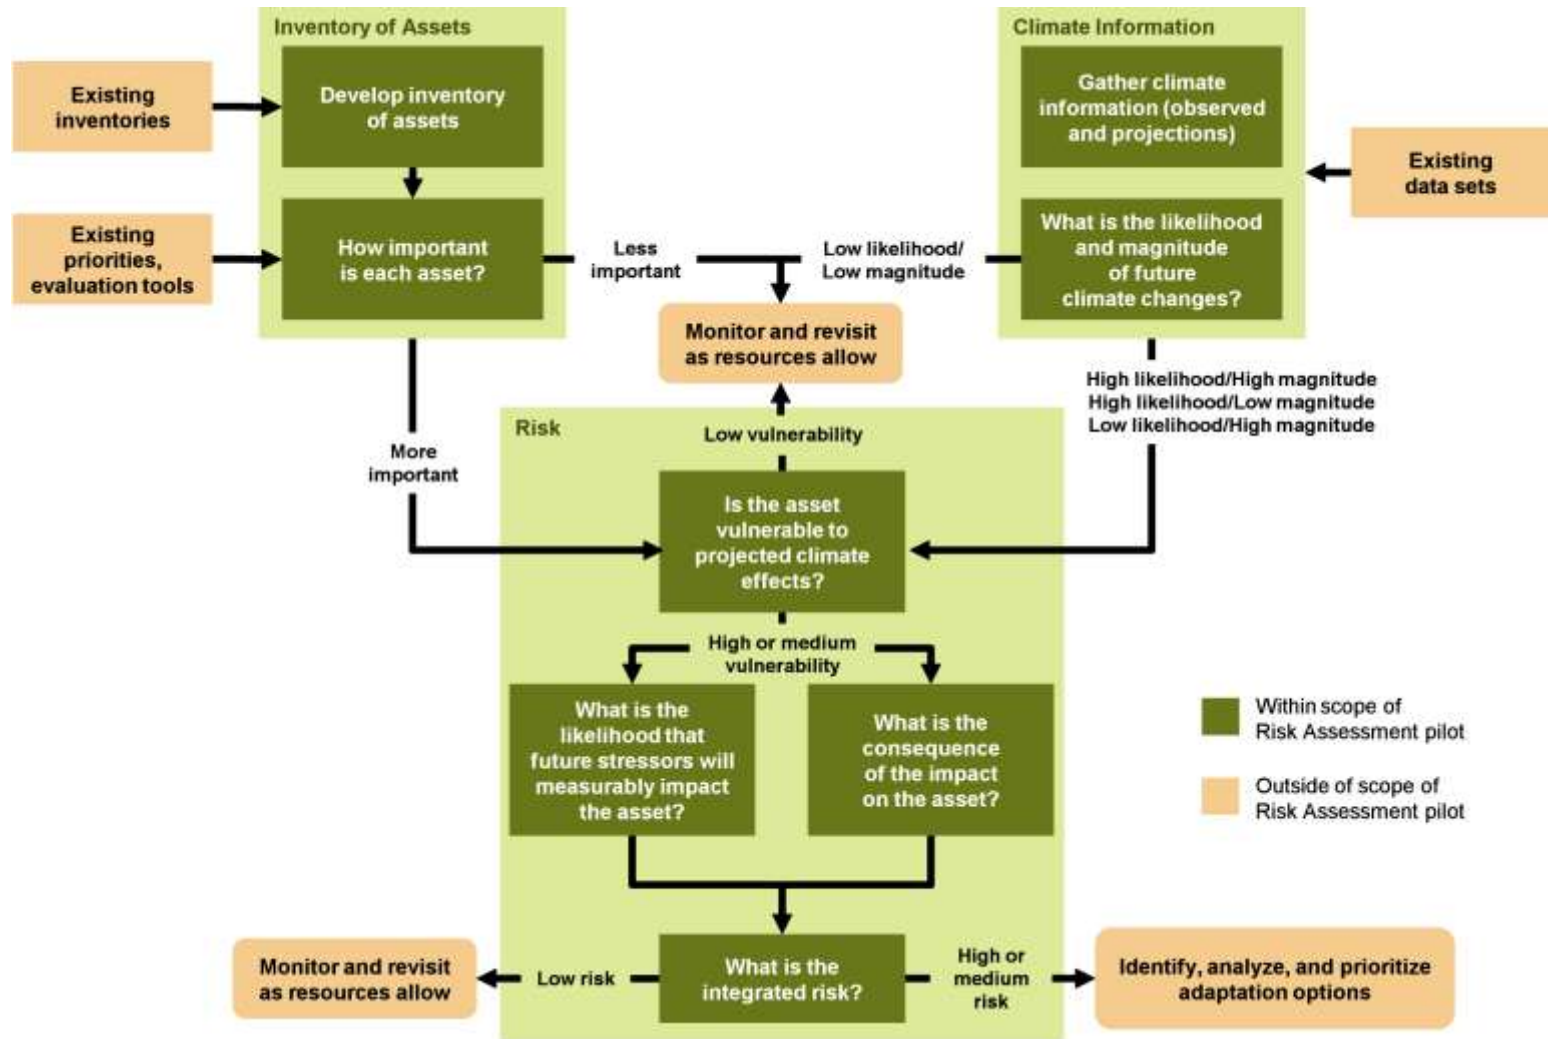 Inventory of Assets
Climate Information
Existing
inventories
Develop inventory
of assets
Gather climate
information (observed
and projections)
Existing
data sets
Existing
priorities,
evaluation tools
How important
is each asset?
Less
important
Low likelihood/
Low magnitude
What is the likelihood
and magnitude
of future
climate changes?
Monitor and revisit
as resources allow
High likelihood/High magnitude
High likelihood/Low magnitude
Low likelihood/High magnitude
Risk
Low vulnerability
More
important
Is the asset
vulnerable to
projected climate
effects?
High or medium
vulnerability
What is the
likelihood that
future stressors will
measurably impact
the asset?
What is the
consequence
of the impact
on the asset?
Within scope of
Risk Assessment pilot
Outside of scope of
Risk Assessment pilot
Monitor and revisit
as resources allow
Low risk
What is the
integrated risk?
High or
medium
risk
Identify, analyze, and prioritize
adaptation options